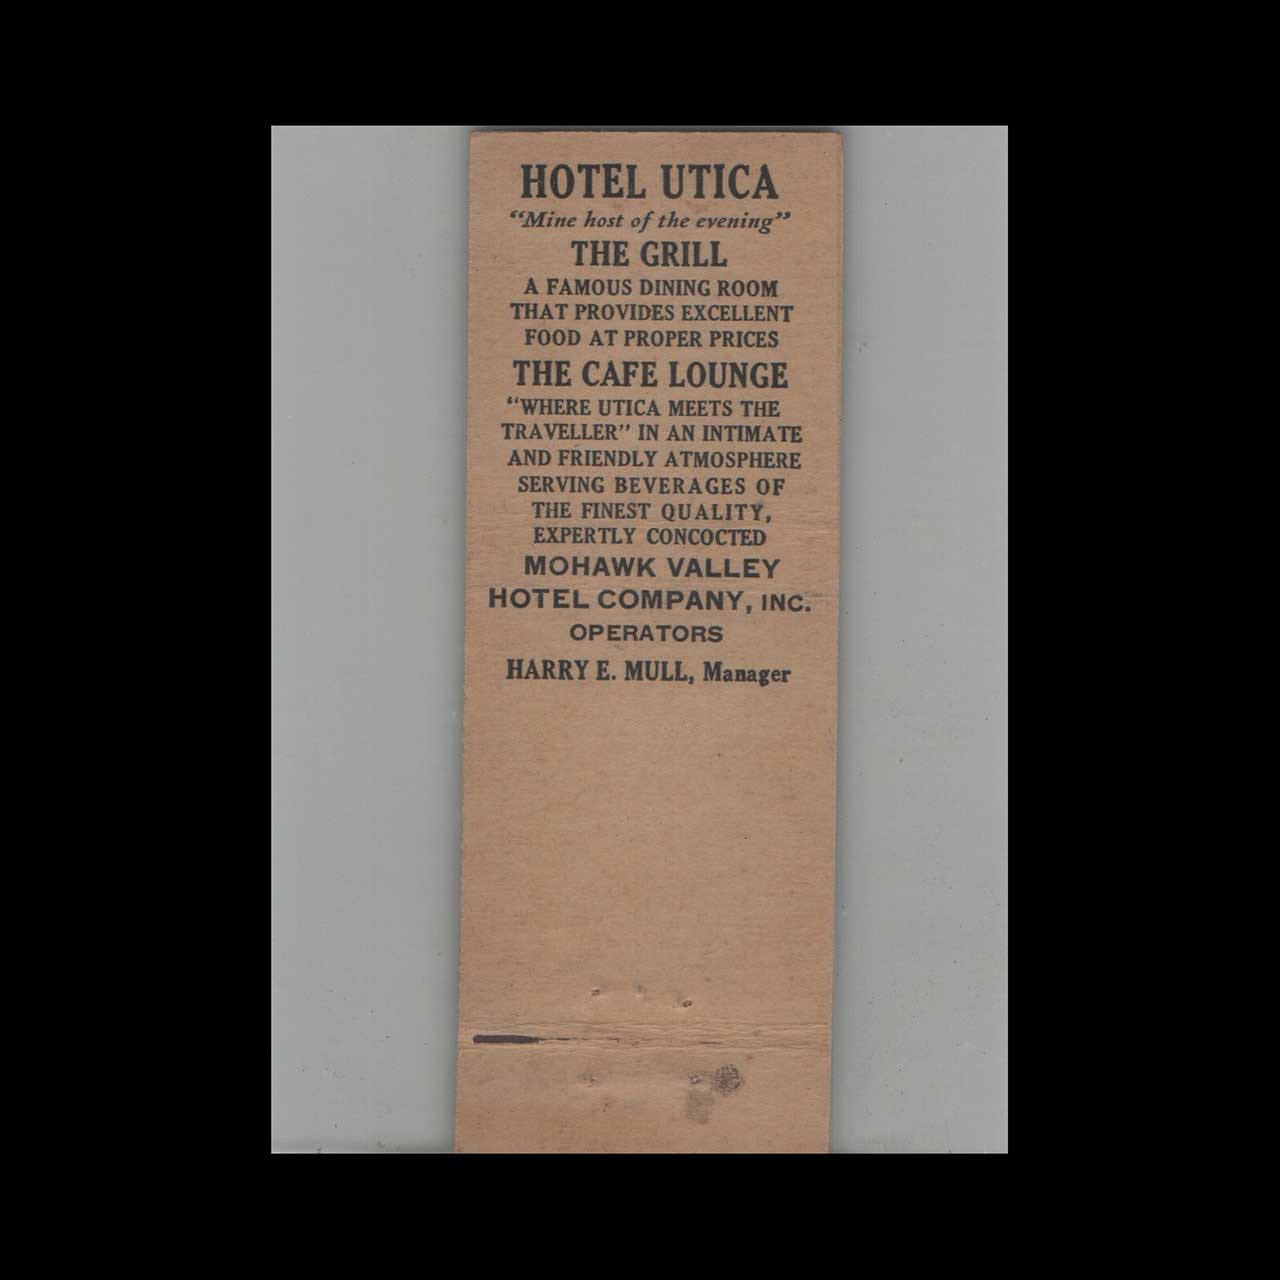 HOTEL UTICA
“Mine host of the evening”
THE GRILL
A FAMOUS DINING ROOM
THAT PROVIDES EXCELLENT
FOOD AT PROPER PRICES
THE CAFE LOUNGE
“WHERE UTICA MEETS THE
TRAVELLER” IN AN INTIMATE
AND FRIENDLY ATMOSPHERE
SERVING BEVERAGES OF
THE FINEST QUALITY,
EXPERTLY CONCOCTED
MOHAWK VALLEY
HOTEL COMPANY, INC.
OPERATORS
HARRY E. MULL, Manager